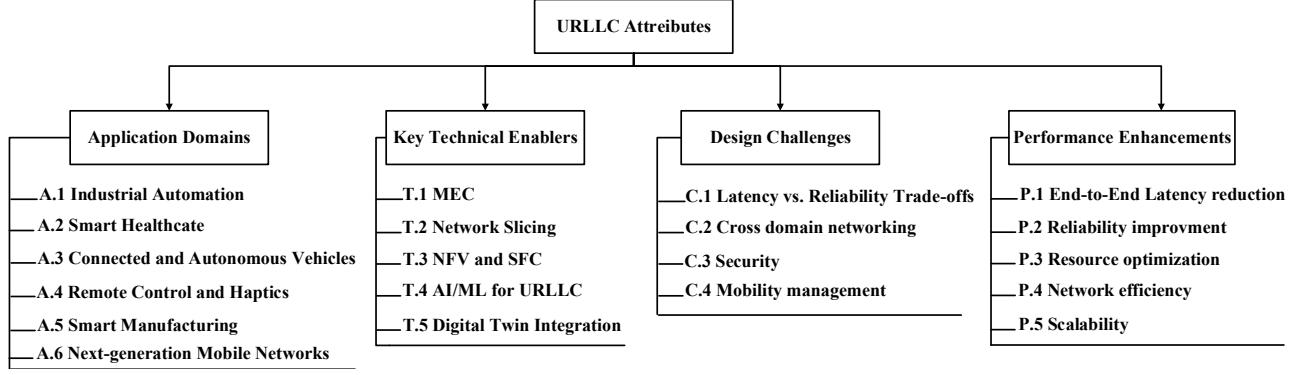 URLLC Attreibutes
Application Domains
A.1 Industrial Automation
A.2 Smart Healthcate
A.3 Connected and Autonomous Vehicles
A.4 Remote Control and Haptics
A.5 Smart Manufacturing
A.6 Next-generation Mobile Networks
Key Technical Enablers
T.1 MEC
T.2 Network Slicing
T.3 NFV and SFC
T.4 AI/ML for URLLC
T.5 Digital Twin Integration
Design Challenges
C.1 Latency vs. Reliability Trade-offs
C.2 Cross domain networking
C.3 Security
C.4 Mobility management
Performance Enhancements
P.1 End-to-End Latency reduction
P.2 Reliability improvment
P.3 Resource optimization
P.4 Network efficiency
P.5 Scalability